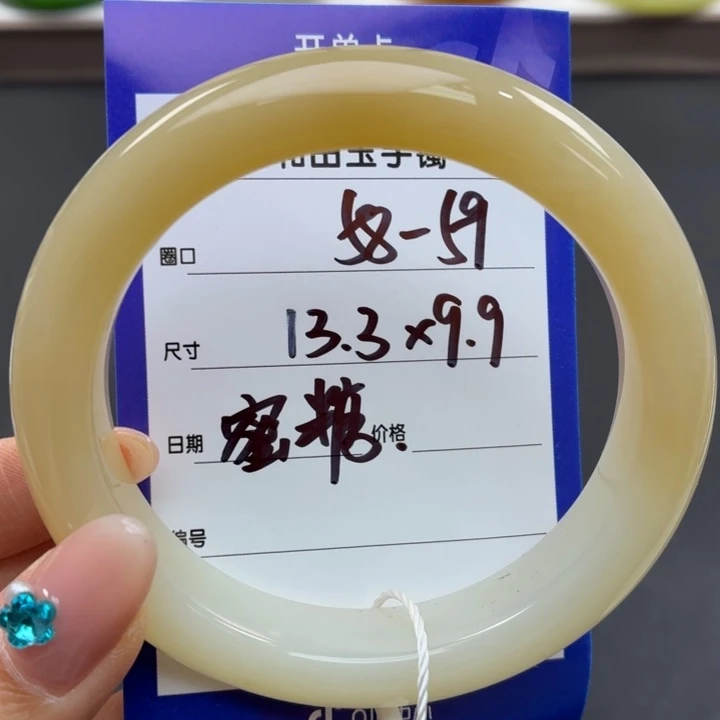 开单卡
和田玉手镯
圈口 58-59
尺寸 13.3×9.9
日期 蜜糖. 价格
编号